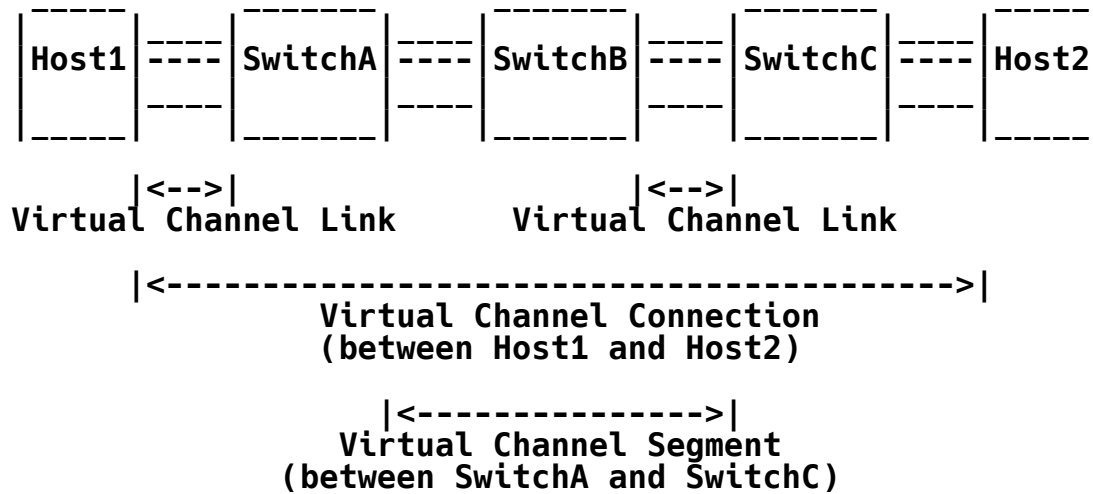 Host1 SwitchA SwitchB SwitchC Host2
Virtual Channel Link Virtual Channel Link
Virtual Channel Connection
(between Host1 and Host2)
Virtual Channel Segment
(between SwitchA and SwitchC)